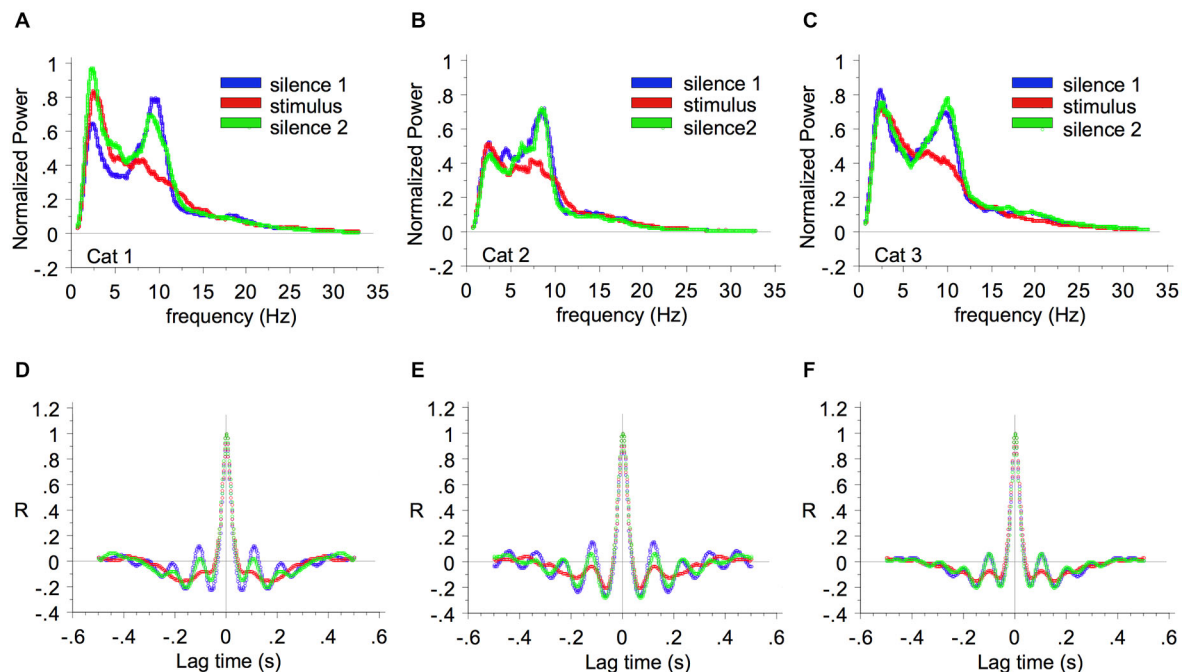 A
B
C
1
.8
.6
.4
.2
0
-.2
Normalized Power
silence 1
stimulus
silence 2
Cat 1
0 5 10 15 20 25 30 35
frequency (Hz)
1
.8
.6
.4
.2
0
-.2
Normalized Power
silence 1
stimulus
silence2
Cat 2
0 5 10 15 20 25 30 35
frequency (Hz)
1
.8
.6
.4
.2
0
-.2
Normalized Power
silence 1
stimulus
silence 2
Cat 3
0 5 10 15 20 25 30 35
frequency (Hz)
D
E
F
1.2
1
.8
.6
.4
.2
0
-.2
-.4
R
-.6 -.4 -.2 0 .2 .4 .6
Lag time (s)
1.2
1
.8
.6
.4
.2
0
-.2
-.4
R
-.6 -.4 -.2 0 .2 .4 .6
Lag time (s)
1.2
1
.8
.6
.4
.2
0
-.2
-.4
R
-.6 -.4 -.2 0 .2 .4 .6
Lag time (s)